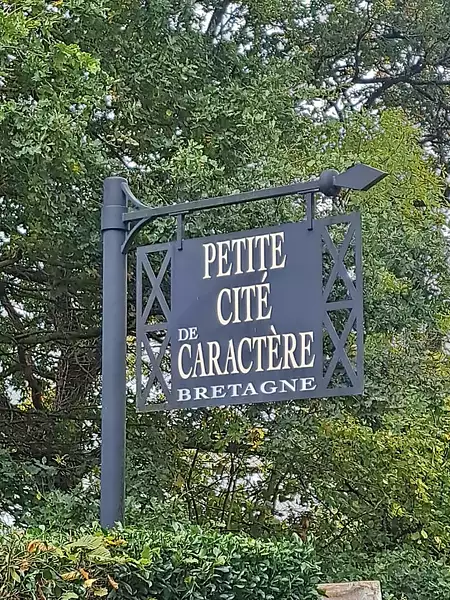 PETITE
CITÉ
DE
CARACTÈRE
BRETAGNE